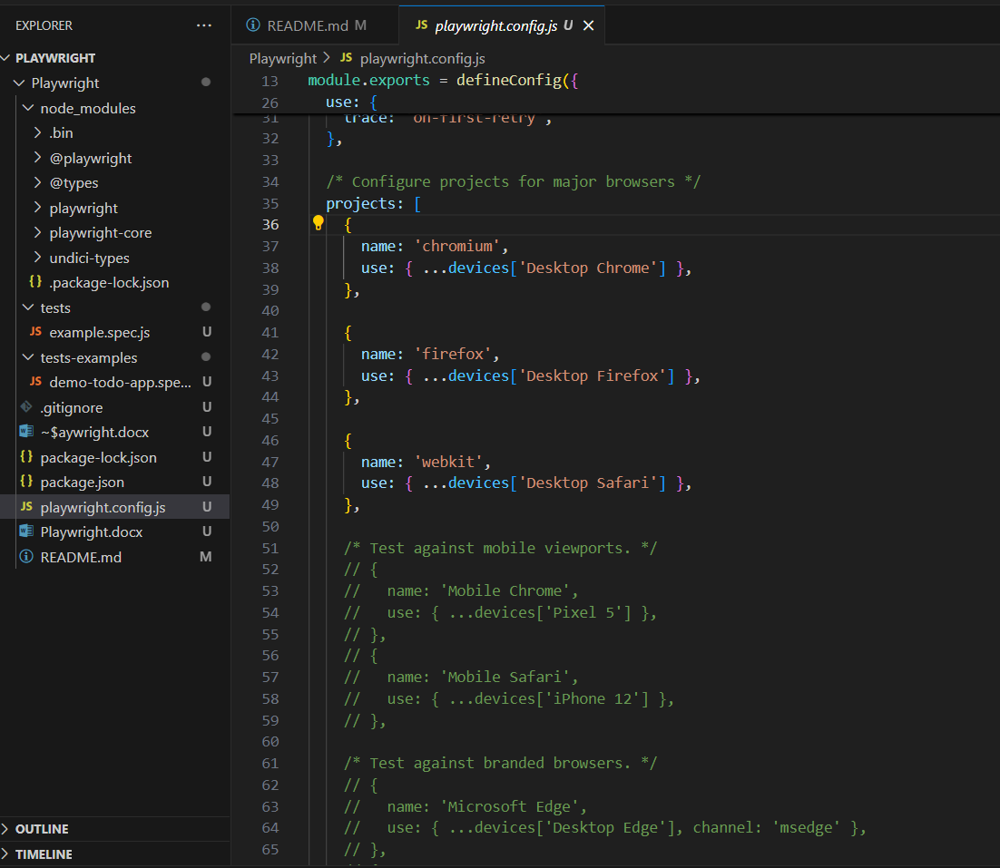 EXPLORER
PLAYWRIGHT
Playwright
node_modules
.bin
@playwright
@types
playwright
playwright-core
undici-types
{} .package-lock.json
tests
JS example.spec.js U
tests-examples
JS demo-todo-app.spe... U
.gitignore U
~$aywright.docx U
{} package-lock.json U
{} package.json U
JS playwright.config.js U
Playwright.docx U
README.md M
OUTLINE
TIMELINE
README.md M
JS playwright.config.js U
Playwright > JS playwright.config.js
13 module.exports = defineConfig({
26 use: {
31 trace: 'on-first-retry',
32 },
33
34 /* Configure projects for major browsers */
35 projects: [
36 {
37 name: 'chromium',
38 use: { ...devices['Desktop Chrome'] },
39 },
40
41 {
42 name: 'firefox',
43 use: { ...devices['Desktop Firefox'] },
44 },
45
46 {
47 name: 'webkit',
48 use: { ...devices['Desktop Safari'] },
49 },
50
51 /* Test against mobile viewports. */
52 // {
53 //   name: 'Mobile Chrome',
54 //   use: { ...devices['Pixel 5'] },
55 // },
56 // {
57 //   name: 'Mobile Safari',
58 //   use: { ...devices['iPhone 12'] },
59 // },
60
61 /* Test against branded browsers. */
62 // {
63 //   name: 'Microsoft Edge',
64 //   use: { ...devices['Desktop Edge'], channel: 'msedge' },
65 // },